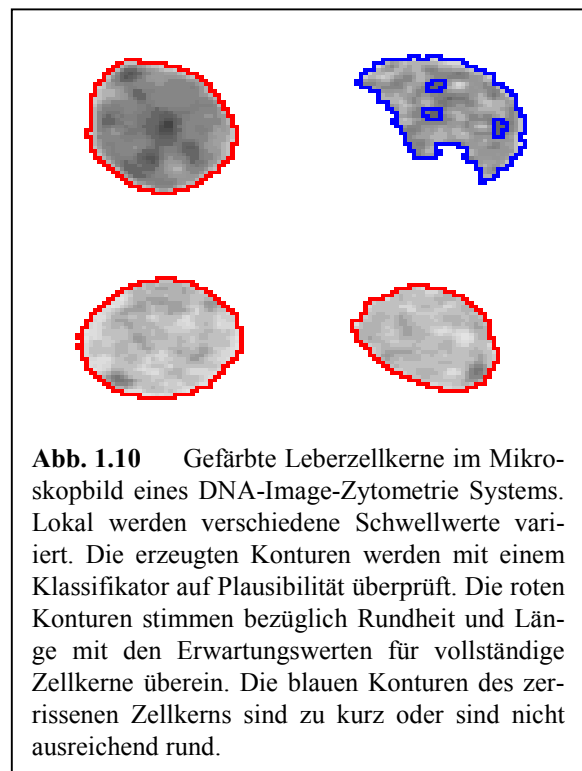 Abb. 1.10 Gefärbte Leberzellkerne im Mikro-
skopbild eines DNA-Image-Zytometrie Systems.
Lokal werden verschiedene Schwellwerte vari-
iert. Die erzeugten Konturen werden mit einem
Klassifikator auf Plausibilität überprüft. Die roten
Konturen stimmen bezüglich Rundheit und Län-
ge mit den Erwartungswerten für vollständige
Zellkerne überein. Die blauen Konturen des zer-
rissenen Zellkerns sind zu kurz oder sind nicht
ausreichend rund.